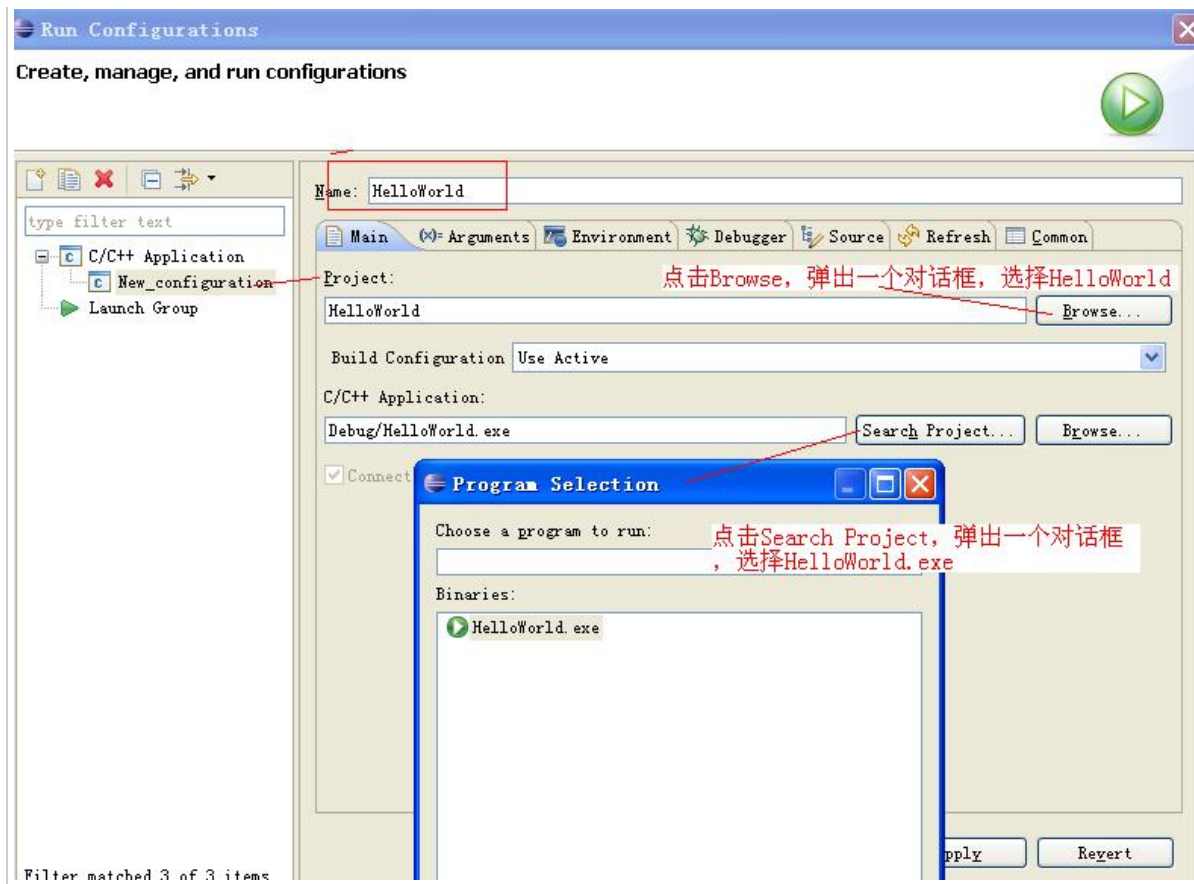 Run Configurations
Create, manage, and run configurations
Name: HelloWorld
type filter text
Main (x)= Arguments Environment Debugger Source Refresh Common
C/C++ Application
New_configuration
Launch Group
Project:
点击Browse，弹出一个对话框，选择HelloWorld
HelloWorld
Browse...
Build Configuration Use Active
C/C++ Application:
Debug/HelloWorld.exe
Search Project...
Browse...
Connect
Program Selection
Choose a program to run:
点击Search Project，弹出一个对话框
，选择HelloWorld.exe
Binaries:
HelloWorld.exe
pply
Revert
Filter matched 3 of 3 items